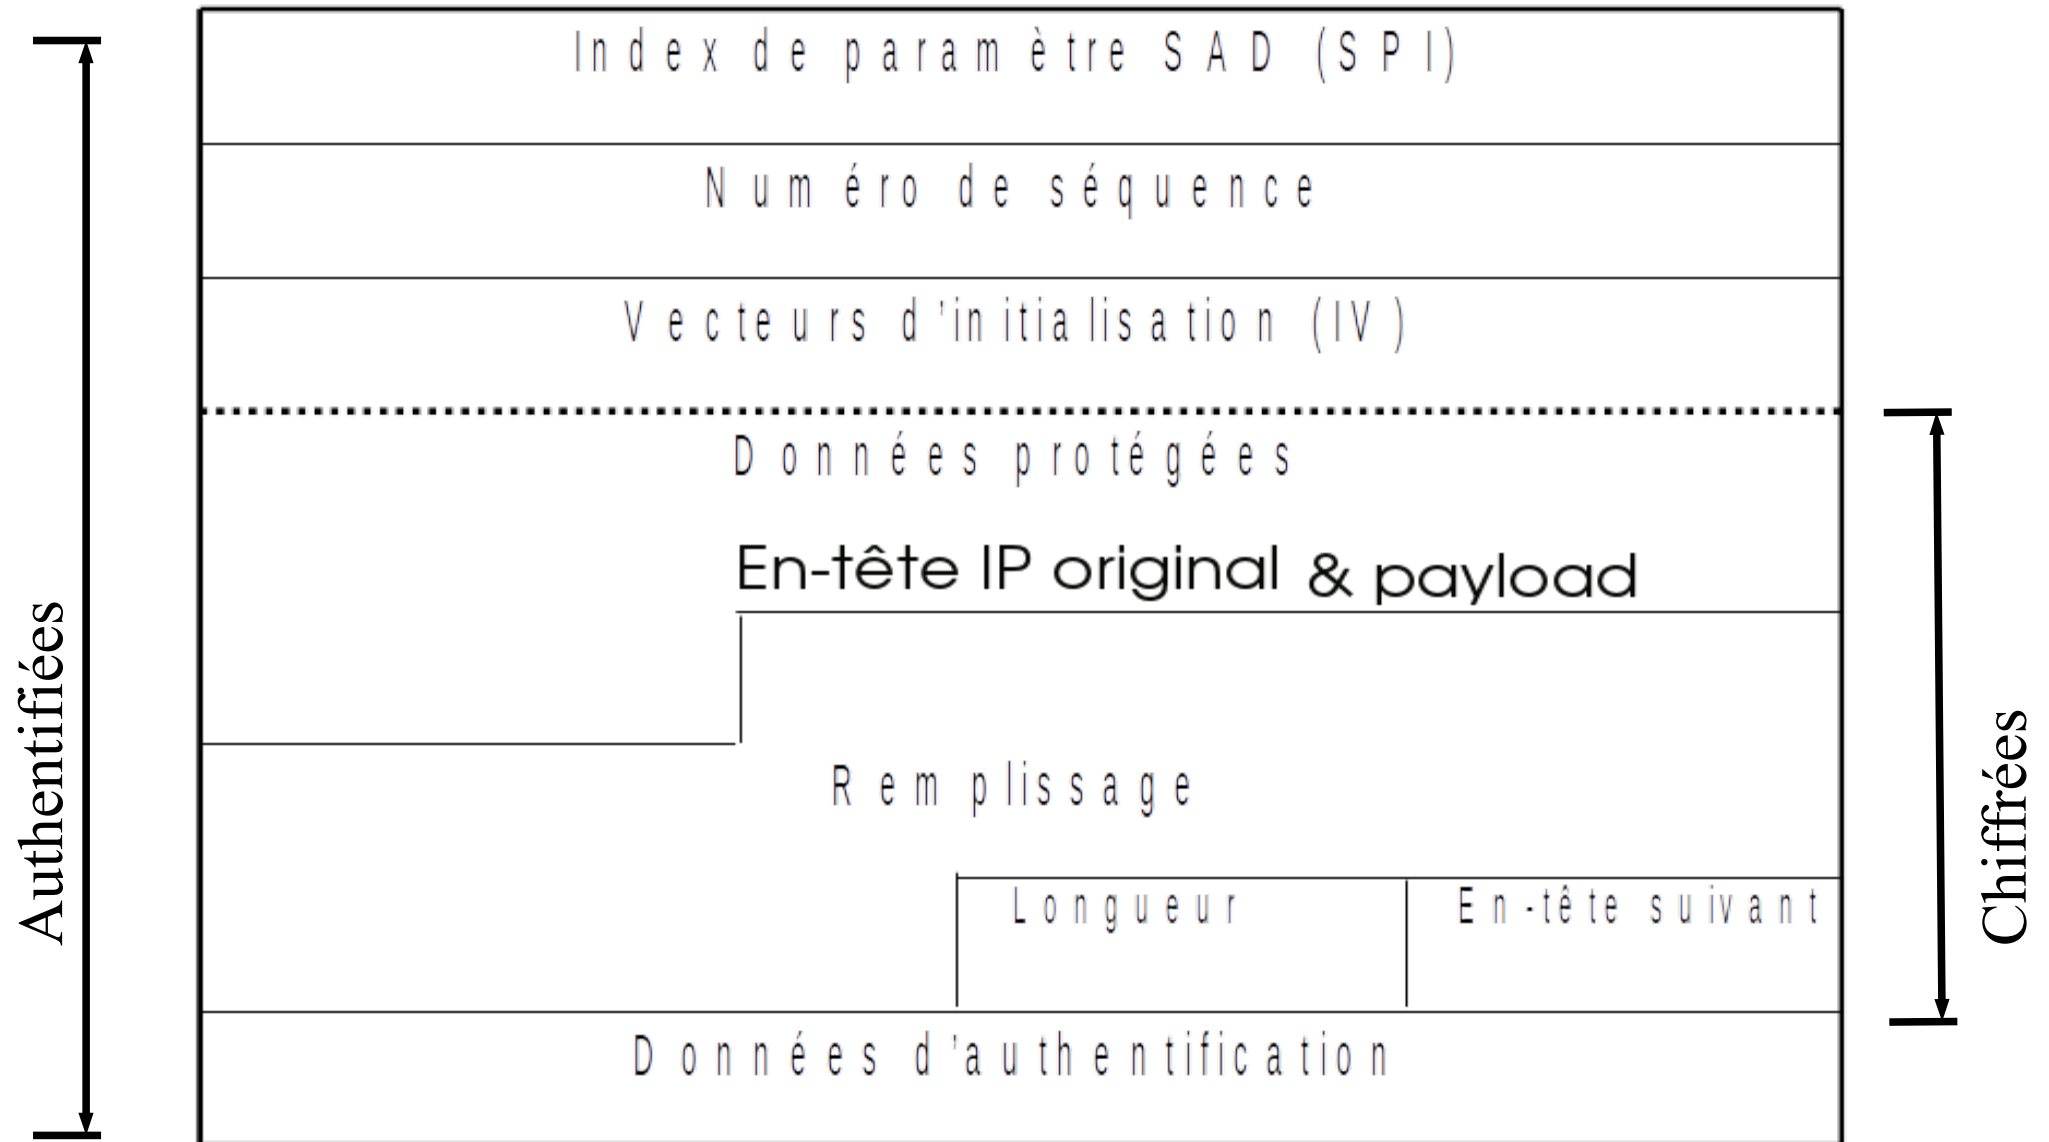 Index de paramètre SAD (SPI)
Numéro de séquence
Vecteurs d'initialisation (IV)
Données protégées
En-tête IP original & payload
Remplissage
Longueur
En-tête suivant
Données d'authentification
Authentifiées
Chiffrées